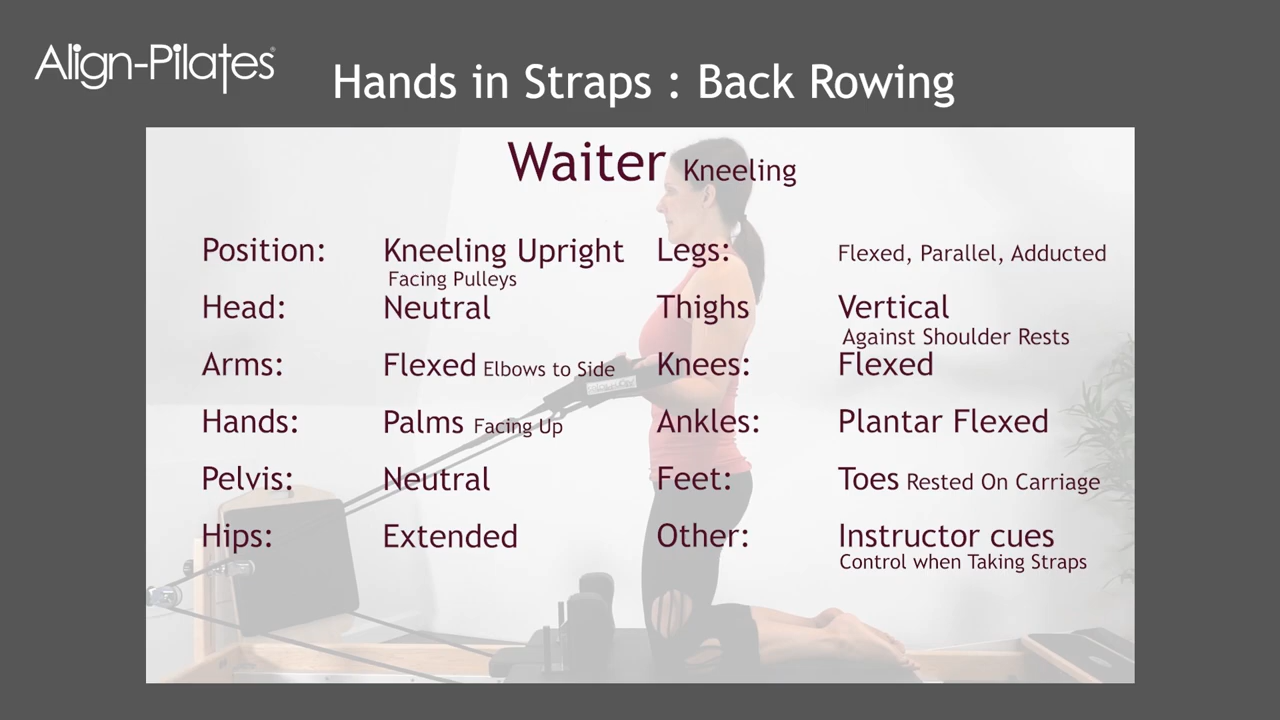 Align-Pilates®
Hands in Straps : Back Rowing
Waiter Kneeling
Position: Kneeling Upright
Facing Pulleys
Head: Neutral
Arms: Flexed Elbows to Side
Hands: Palms Facing Up
Pelvis: Neutral
Hips: Extended
Legs: Flexed, Parallel, Adducted
Thighs Vertical
Against Shoulder Rests
Knees: Flexed
Ankles: Plantar Flexed
Feet: Toes Rested On Carriage
Other: Instructor cues
Control when Taking Straps